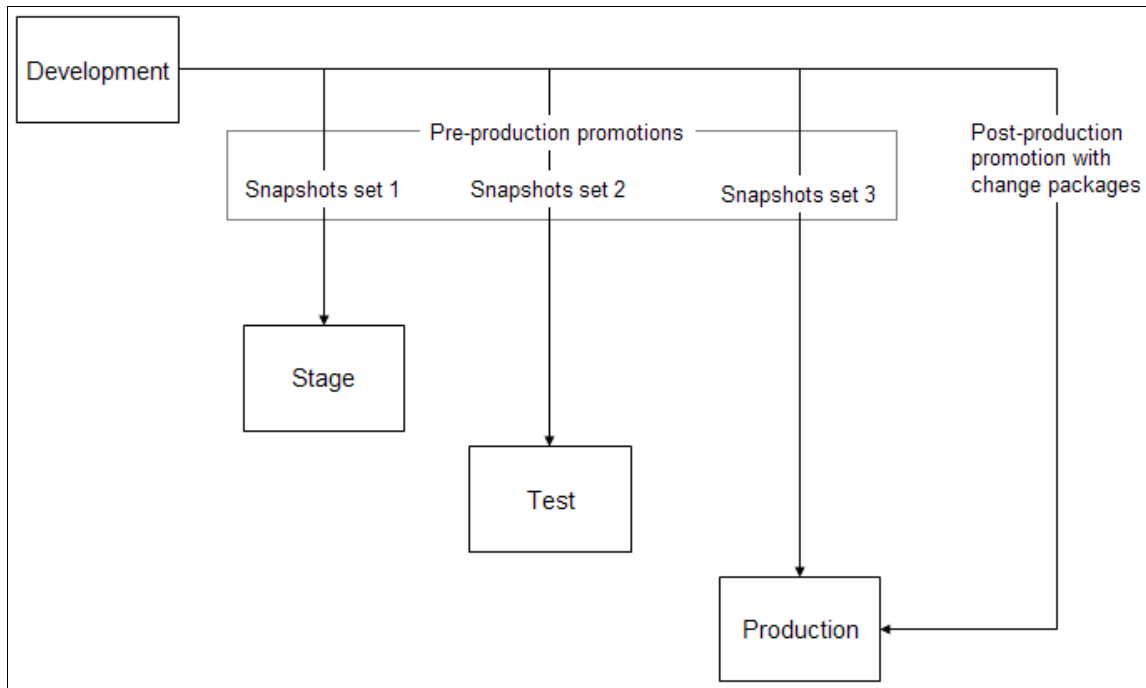 Development
Pre-production promotions
Snapshots set 1
Snapshots set 2
Snapshots set 3
Post-production
promotion with
change packages
Stage
Test
Production